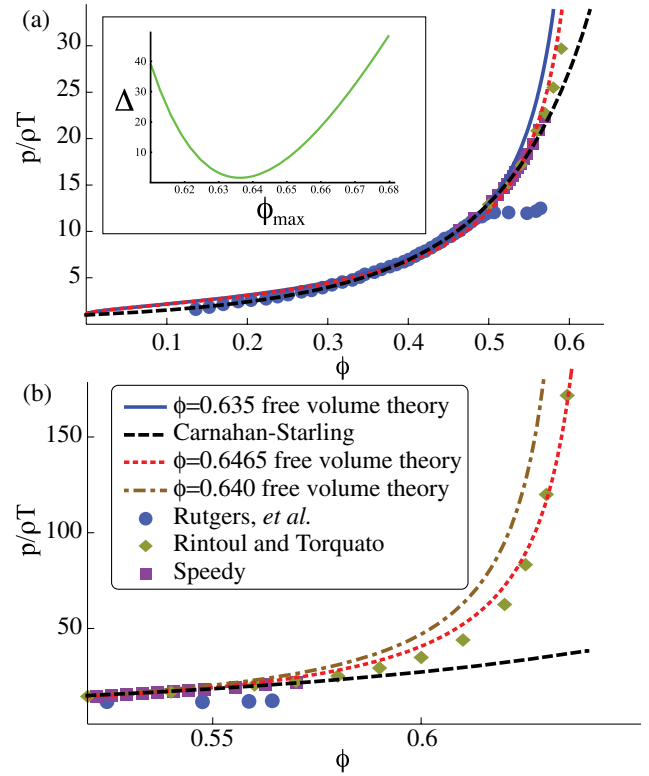 (a)
30
25
20
15
10
5
p/ρT
40
30
20
10
Δ
0.62 0.63 0.64 0.65 0.66 0.67 0.68
ϕmax
0.1 0.2 0.3 0.4 0.5 0.6
ϕ
(b)
150
100
50
p/ρT
ϕ=0.635 free volume theory
Carnahan-Starling
ϕ=0.6465 free volume theory
ϕ=0.640 free volume theory
Rutgers, et al.
Rintoul and Torquato
Speedy
0.55 0.6
ϕ